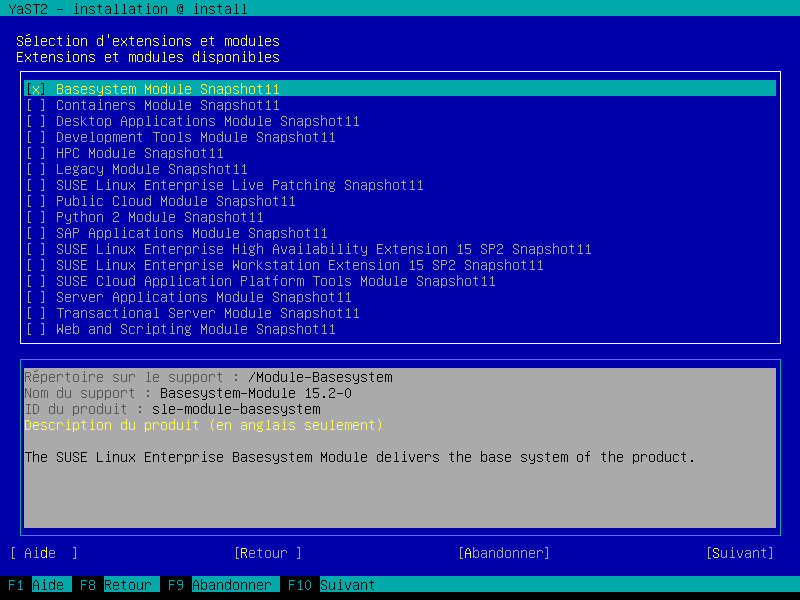 YaST2 - installation @ install
Sélection d'extensions et modules
Extensions et modules disponibles
[x] Basesystem Module Snapshot11
[ ] Containers Module Snapshot11
[ ] Desktop Applications Module Snapshot11
[ ] Development Tools Module Snapshot11
[ ] HPC Module Snapshot11
[ ] Legacy Module Snapshot11
[ ] SUSE Linux Enterprise Live Patching Snapshot11
[ ] Public Cloud Module Snapshot11
[ ] Python 2 Module Snapshot11
[ ] SAP Applications Module Snapshot11
[ ] SUSE Linux Enterprise High Availability Extension 15 SP2 Snapshot11
[ ] SUSE Linux Enterprise Workstation Extension 15 SP2 Snapshot11
[ ] SUSE Cloud Application Platform Tools Module Snapshot11
[ ] Server Applications Module Snapshot11
[ ] Transactional Server Module Snapshot11
[ ] Web and Scripting Module Snapshot11
Répertoire sur le support : /Module-Basesystem
Nom du support : Basesystem-Module 15.2-0
ID du produit : sle-module-basesystem
Description du produit (en anglais seulement)
The SUSE Linux Enterprise Basesystem Module delivers the base system of the product.
[ Aide  ] [Retour ] [Abandonner] [Suivant]
F1 Aide F8 Retour F9 Abandonner F10 Suivant